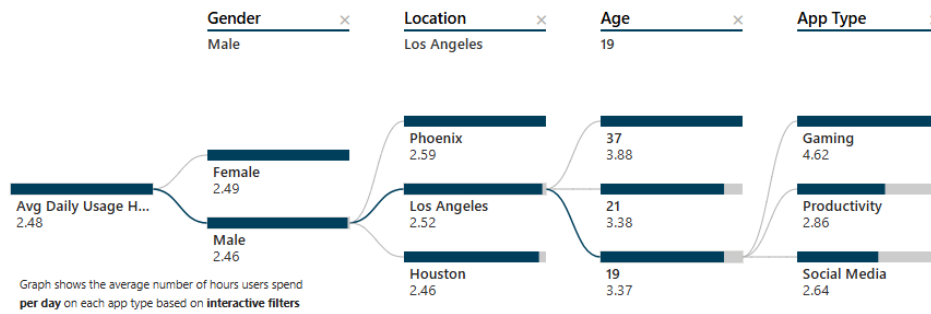 Gender × Location × Age × App Type
Male Los Angeles 19
Avg Daily Usage H...
2.48
Female
2.49
Male
2.46
Phoenix
2.59
Los Angeles
2.52
Houston
2.46
37
3.88
21
3.38
19
3.37
Gaming
4.62
Productivity
2.86
Social Media
2.64
Graph shows the average number of hours users spend
per day on each app type based on interactive filters